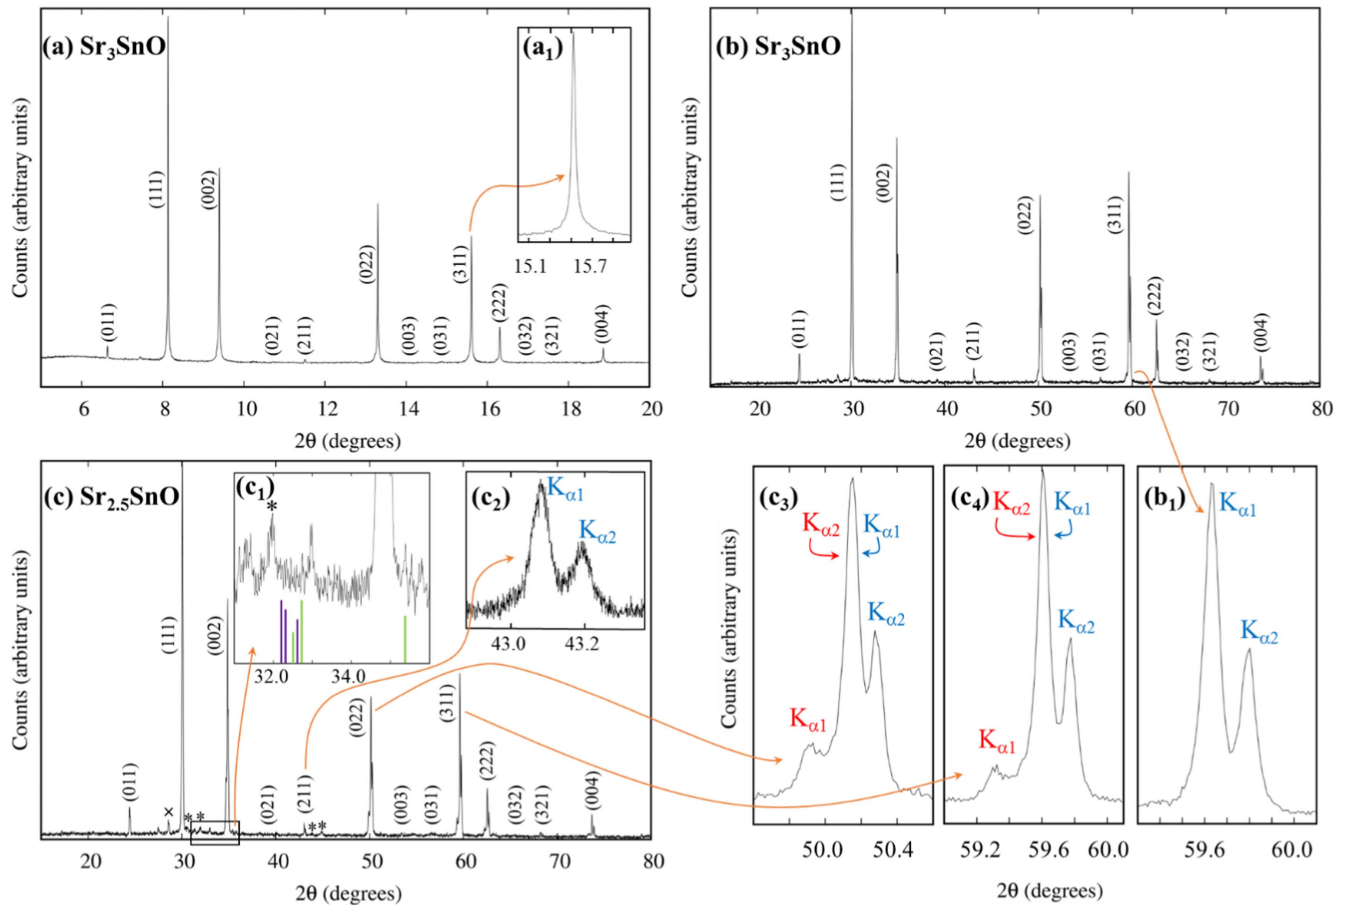 (a) Sr3SnO
(a1)
Counts (arbitrary units)
(111)
(002)
(011)
(021)
(211)
(022)
(003)
(031)
(311)
(222)
(032)
(321)
(004)
15.1 15.7
6 8 10 12 14 16 18 20
2θ (degrees)
(b) Sr3SnO
Counts (arbitrary units)
(111)
(002)
(011)
(021)
(211)
(022)
(003)
(031)
(311)
(222)
(032)
(321)
(004)
20 30 40 50 60 70 80
2θ (degrees)
(c) Sr2.5SnO
Counts (arbitrary units)
(111)
(002)
(011)
×
* *
(021)
(211)
* *
(022)
(003)
(031)
(311)
(222)
(032)
(321)
(004)
20 30 40 50 60 70 80
2θ (degrees)
(c1)
*
32.0 34.0
(c2)
Kα1
Kα2
43.0 43.2
Counts (arbitrary units)
(c3)
Kα2
Kα1
Kα2
Kα1
50.0 50.4
(c4)
Kα2
Kα1
Kα2
Kα1
59.2 59.6 60.0
(b1)
Kα1
Kα2
59.6 60.0
2θ (degrees)